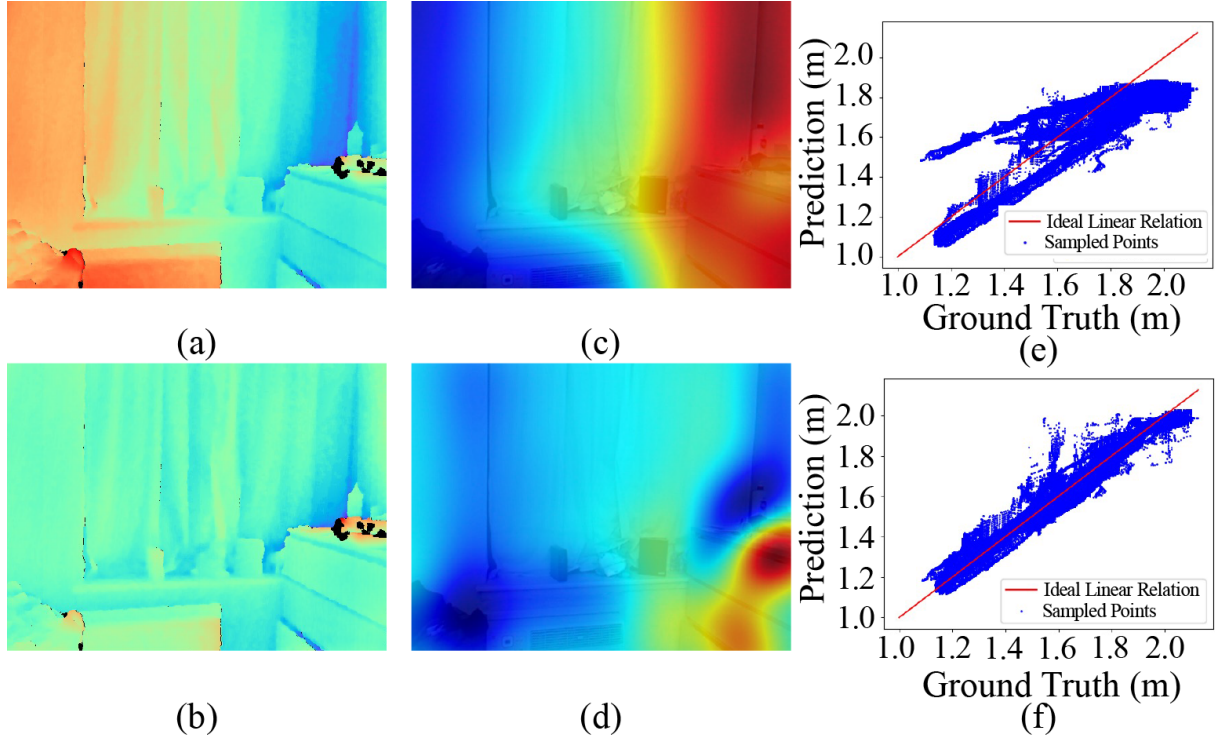 2.0
1.8
1.6
1.4
1.2
1.0
Prediction (m)
Ideal Linear Relation
Sampled Points
1.0 1.2 1.4 1.6 1.8 2.0
Ground Truth (m)
(a) (c) (e)
2.0
1.8
1.6
1.4
1.2
1.0
Prediction (m)
Ideal Linear Relation
Sampled Points
1.0 1.2 1.4 1.6 1.8 2.0
Ground Truth (m)
(b) (d) (f)